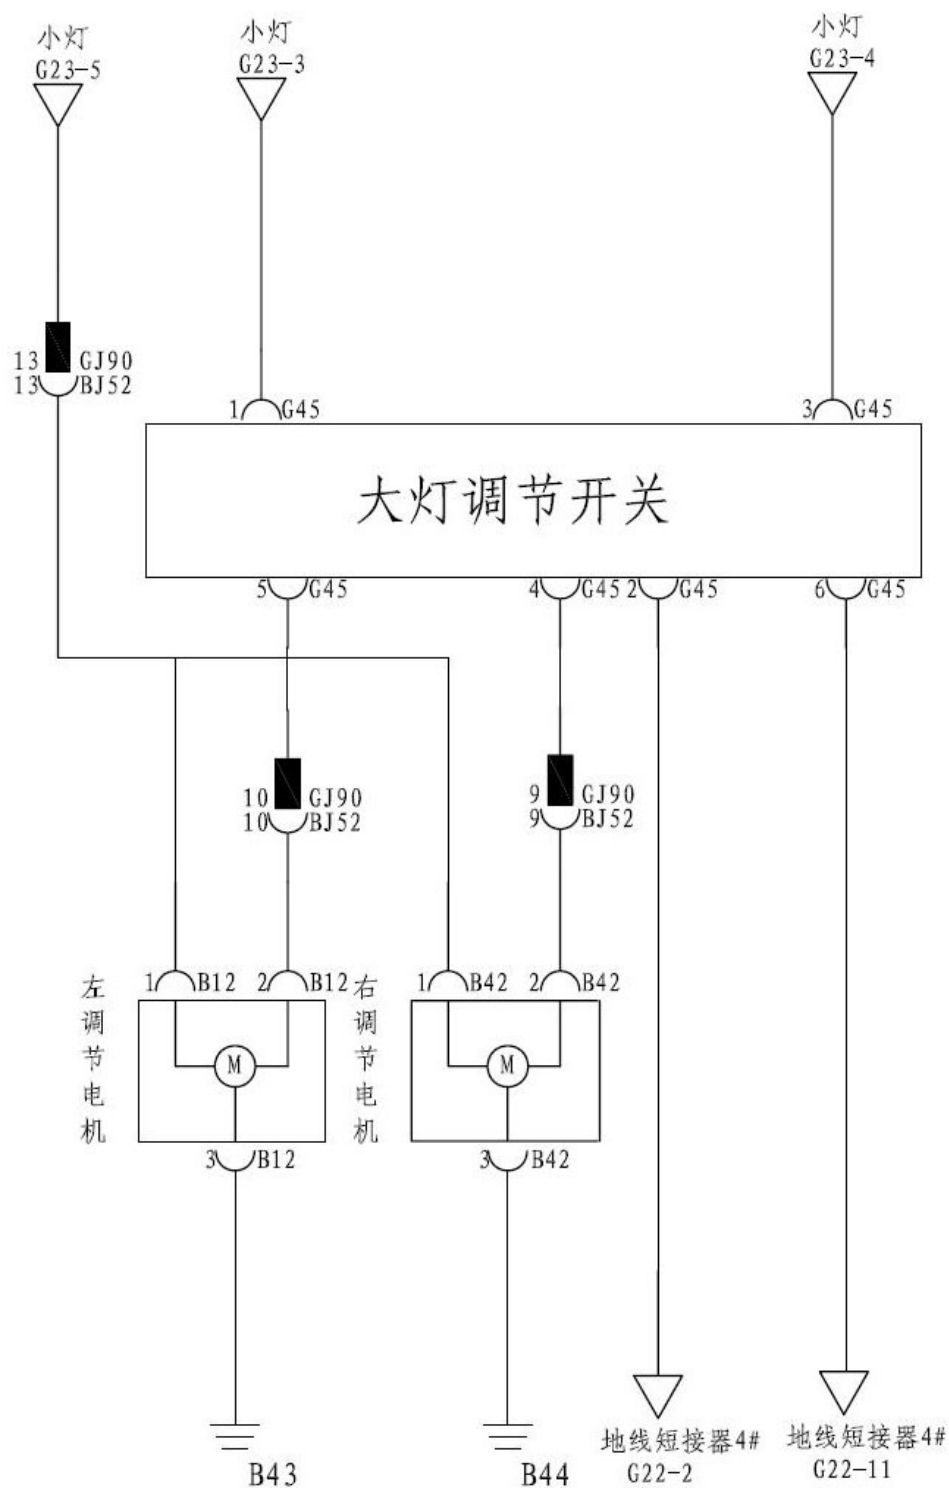 小灯
G23-5
小灯
G23-3
小灯
G23-4
13 GJ90
13 BJ52
1 G45
3 G45
大灯调节开关
5 G45
4 G45
2 G45
6 G45
10 GJ90
10 BJ52
9 GJ90
9 BJ52
左调节电机
1 B12
2 B12
右调节电机
1 B42
2 B42
M
M
3 B12
3 B42
B43
B44
地线短接器4#
G22-2
地线短接器4#
G22-11